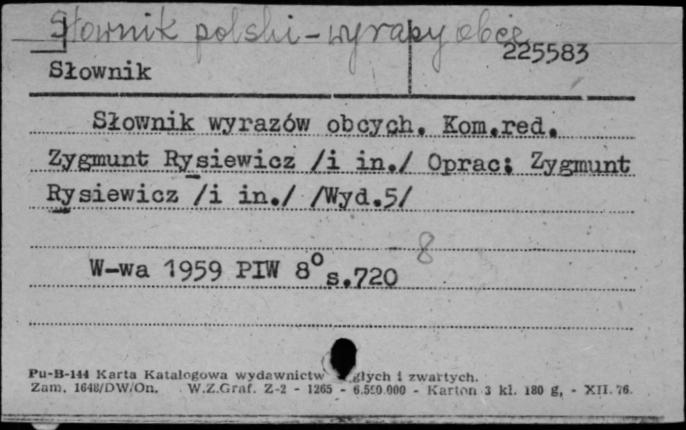 Słownik polski-wyrazy obce
225583
Słownik
Słownik wyrazów obcych. Kom.red.
Zygmunt Rysiewicz /i in./ Oprac: Zygmunt
Rysiewicz /i in./ /Wyd.5/
8
W-wa 1959 PIW 8° s.720
Pu-B-144 Karta Katalogowa wydawnictw i zwartych.
Zam. 1648/DW/On. W.Z.Graf. Z-2 - 1265 - 6.550.000 - Karton 3 kl. 180 g, - XII.76.